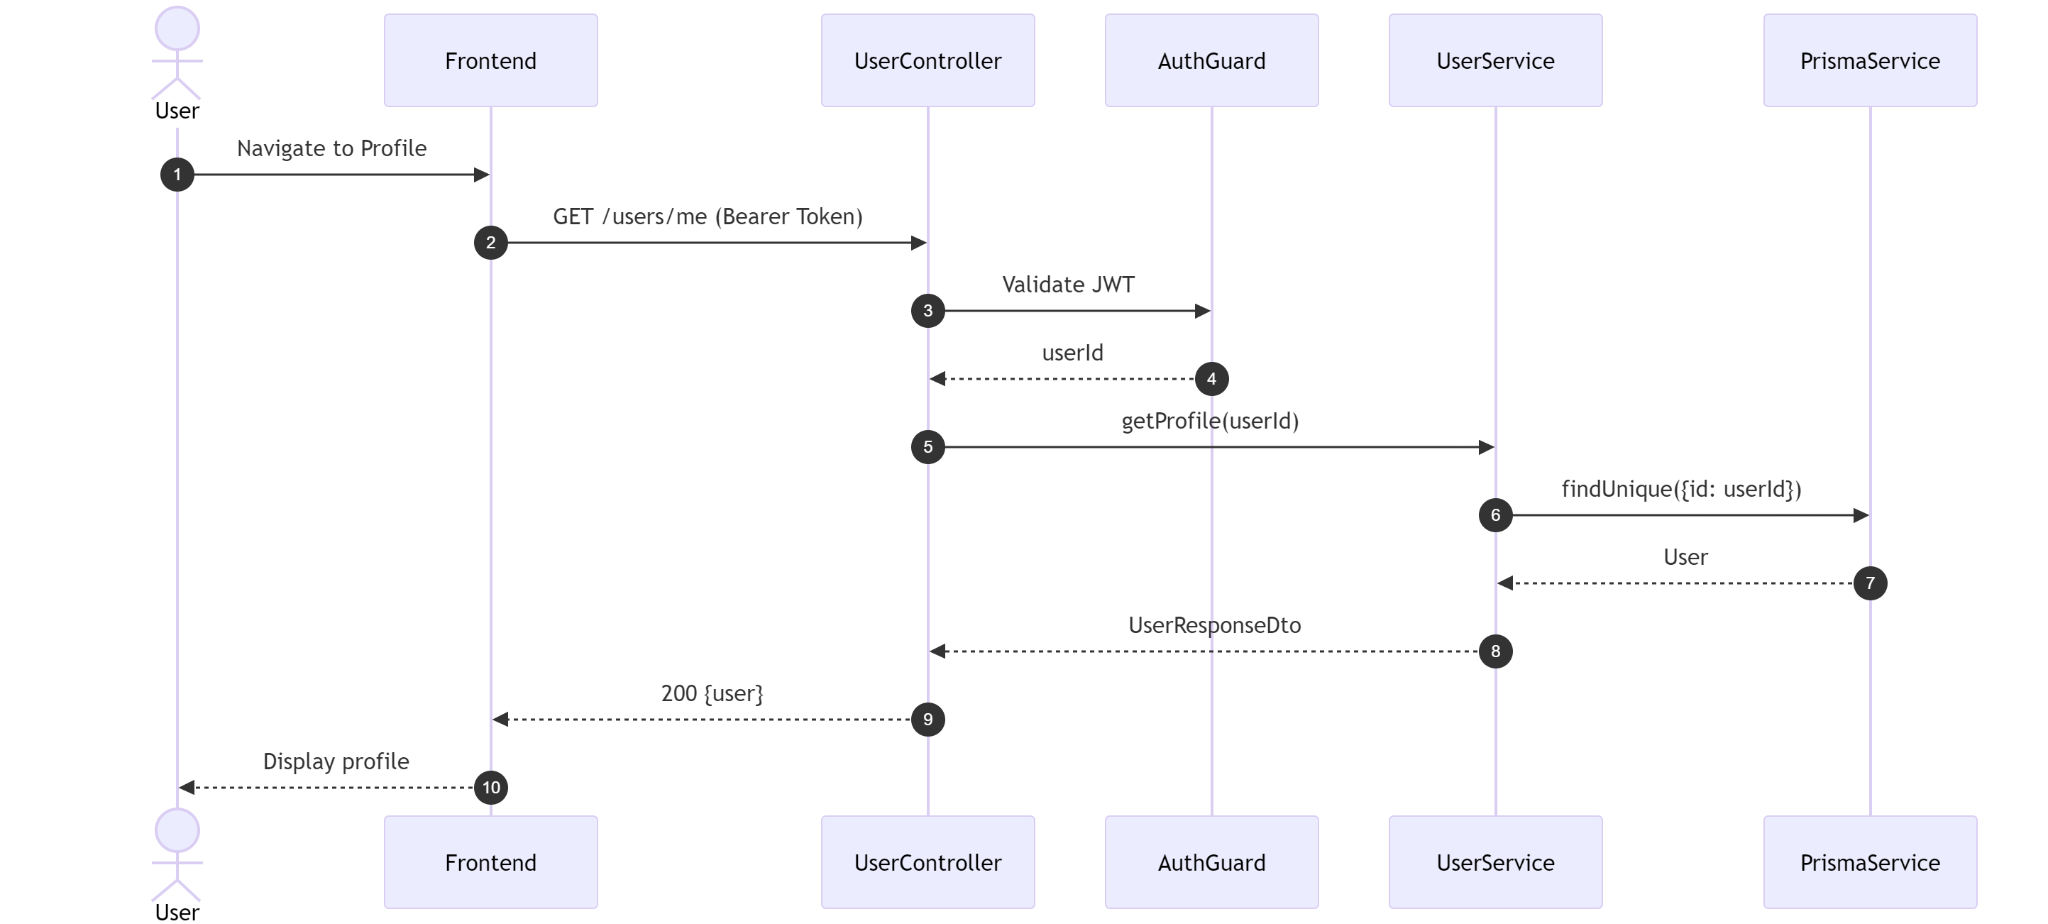 User
Frontend
UserController
AuthGuard
UserService
PrismaService
Navigate to Profile
1
GET /users/me (Bearer Token)
2
Validate JWT
3
userId
4
getProfile(userId)
5
findUnique({id: userId})
6
User
7
UserResponseDto
8
200 {user}
9
Display profile
10
User
Frontend
UserController
AuthGuard
UserService
PrismaService